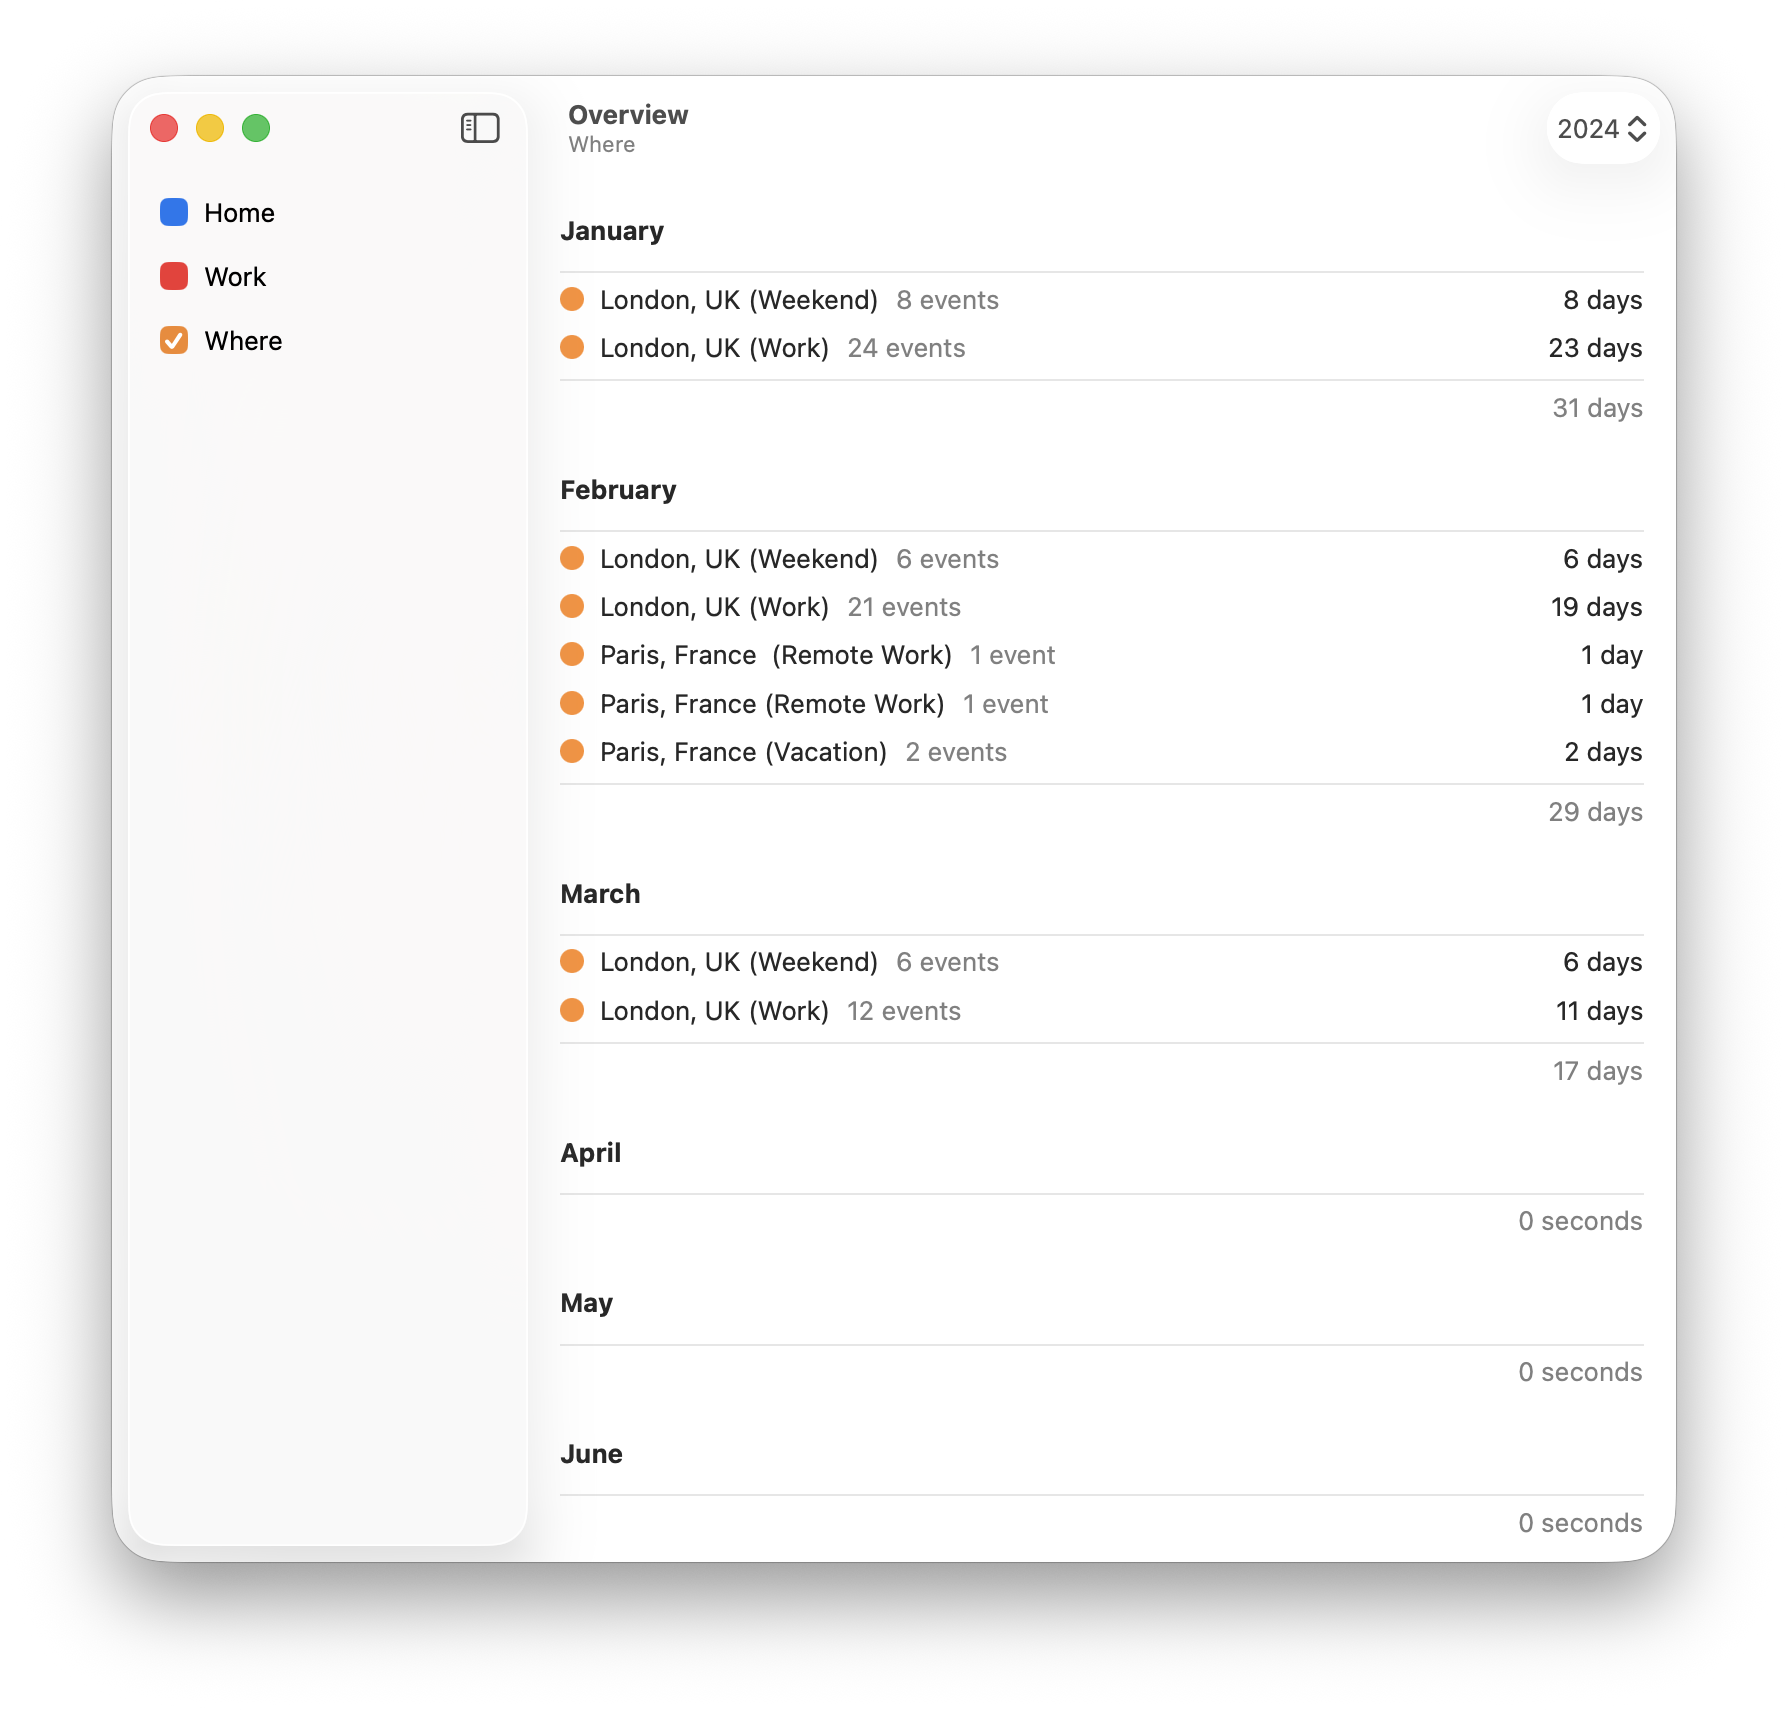 Overview
Where
2024
Home
Work
Where
January
London, UK (Weekend) 8 events 8 days
London, UK (Work) 24 events 23 days
31 days
February
London, UK (Weekend) 6 events 6 days
London, UK (Work) 21 events 19 days
Paris, France  (Remote Work) 1 event 1 day
Paris, France (Remote Work) 1 event 1 day
Paris, France (Vacation) 2 events 2 days
29 days
March
London, UK (Weekend) 6 events 6 days
London, UK (Work) 12 events 11 days
17 days
April
0 seconds
May
0 seconds
June
0 seconds